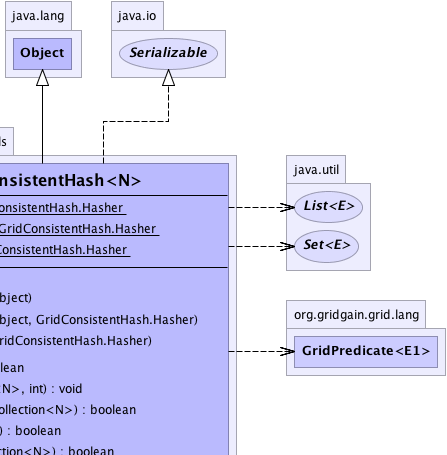 java.lang
java.io
Object
Serializable
ls
onsistentHash<N>
onsistentHash.Hasher
GridConsistentHash.Hasher
ConsistentHash.Hasher
bject)
bject, GridConsistentHash.Hasher)
ridConsistentHash.Hasher)
lean
<N>, int) : void
ollection<N>) : boolean
) : boolean
ction<N>) : boolean
java.util
List<E>
Set<E>
org.gridgain.grid.lang
GridPredicate<E1>